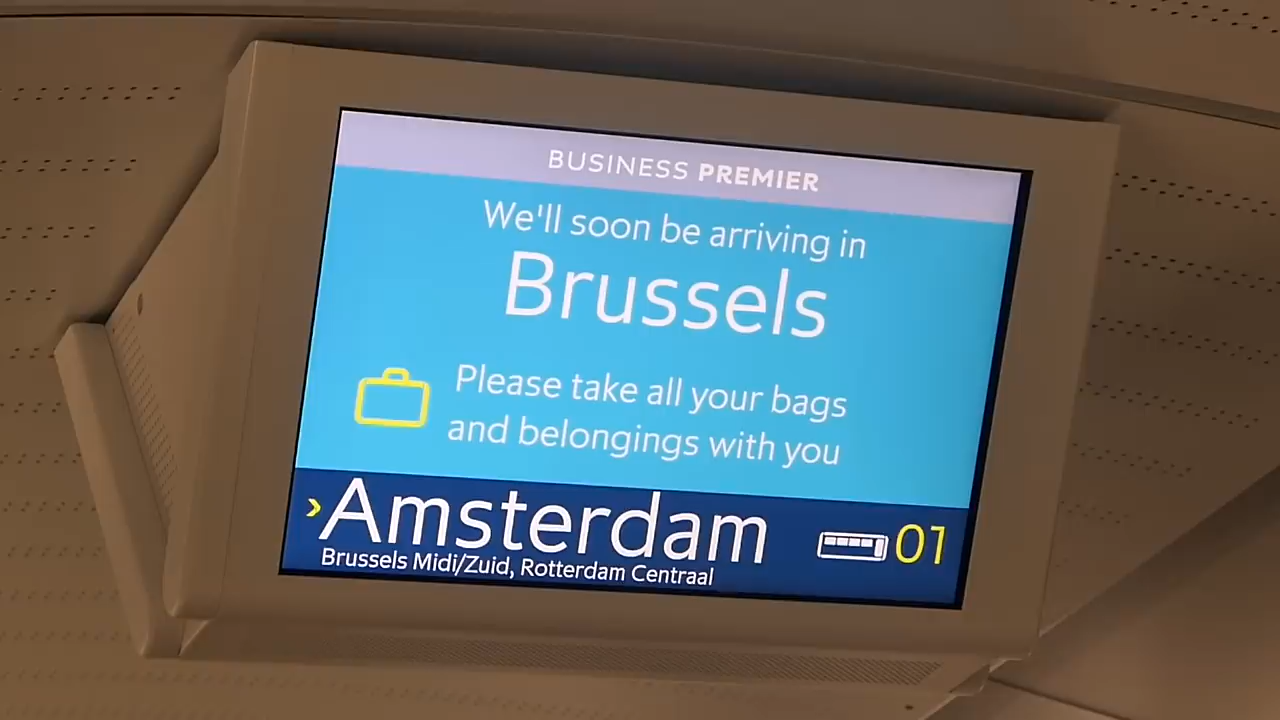 BUSINESS PREMIER
We'll soon be arriving in
Brussels
Please take all your bags
and belongings with you
Amsterdam
01
Brussels Midi/Zuid, Rotterdam Centraal